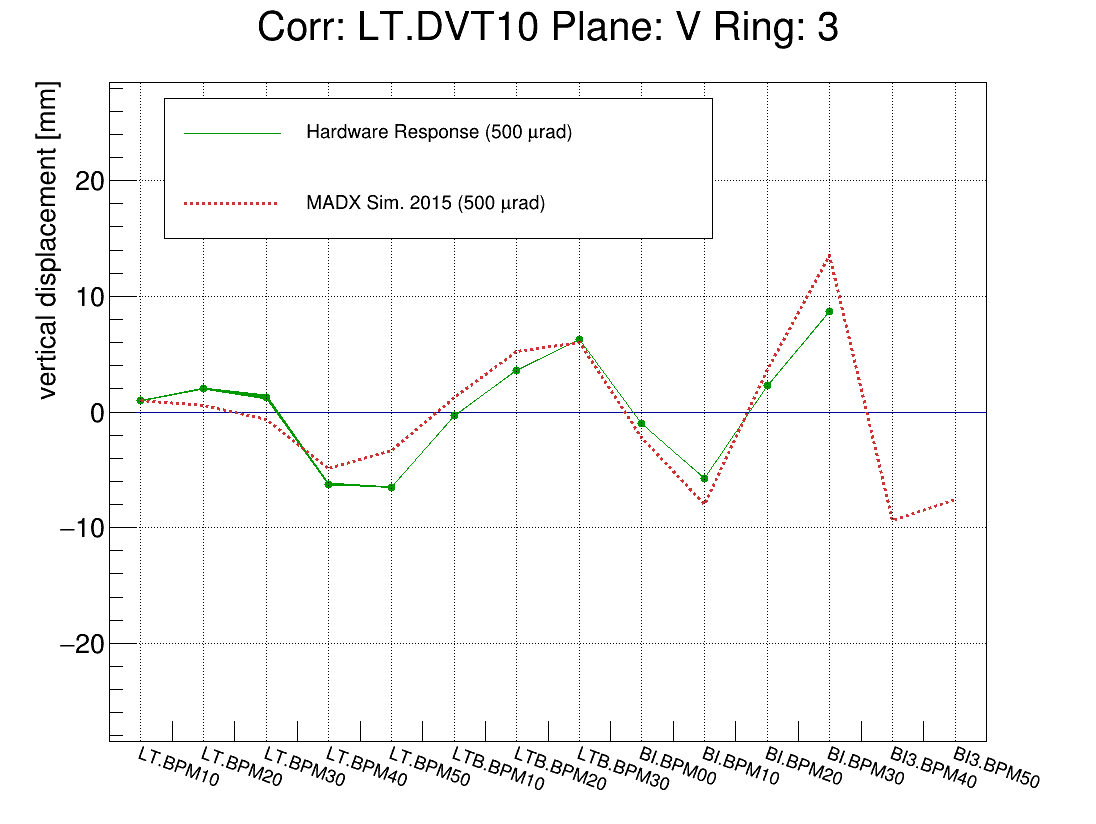 Corr: LT.DVT10 Plane: V Ring: 3
vertical displacement [mm]
Hardware Response (500 μrad)
MADX Sim. 2015 (500 μrad)
20
10
0
−10
−20
LT.BPM10
LT.BPM20
LT.BPM30
LT.BPM40
LT.BPM50
LTB.BPM10
LTB.BPM20
LTB.BPM30
BI.BPM00
BI.BPM10
BI.BPM20
BI.BPM30
BI3.BPM40
BI3.BPM50